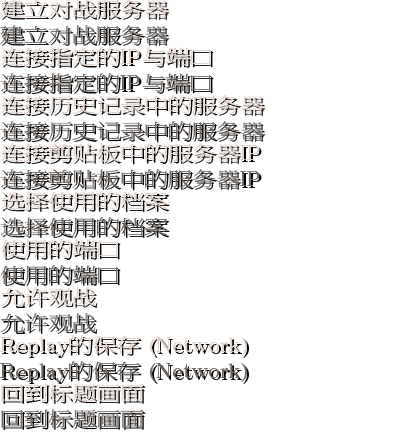 建立对战服务器
建立对战服务器
连接指定的IP与端口
连接指定的IP与端口
连接历史记录中的服务器
连接历史记录中的服务器
连接剪贴板中的服务器IP
连接剪贴板中的服务器IP
选择使用的档案
选择使用的档案
使用的端口
使用的端口
允许观战
允许观战
Replay的保存 (Network)
Replay的保存 (Network)
回到标题画面
回到标题画面